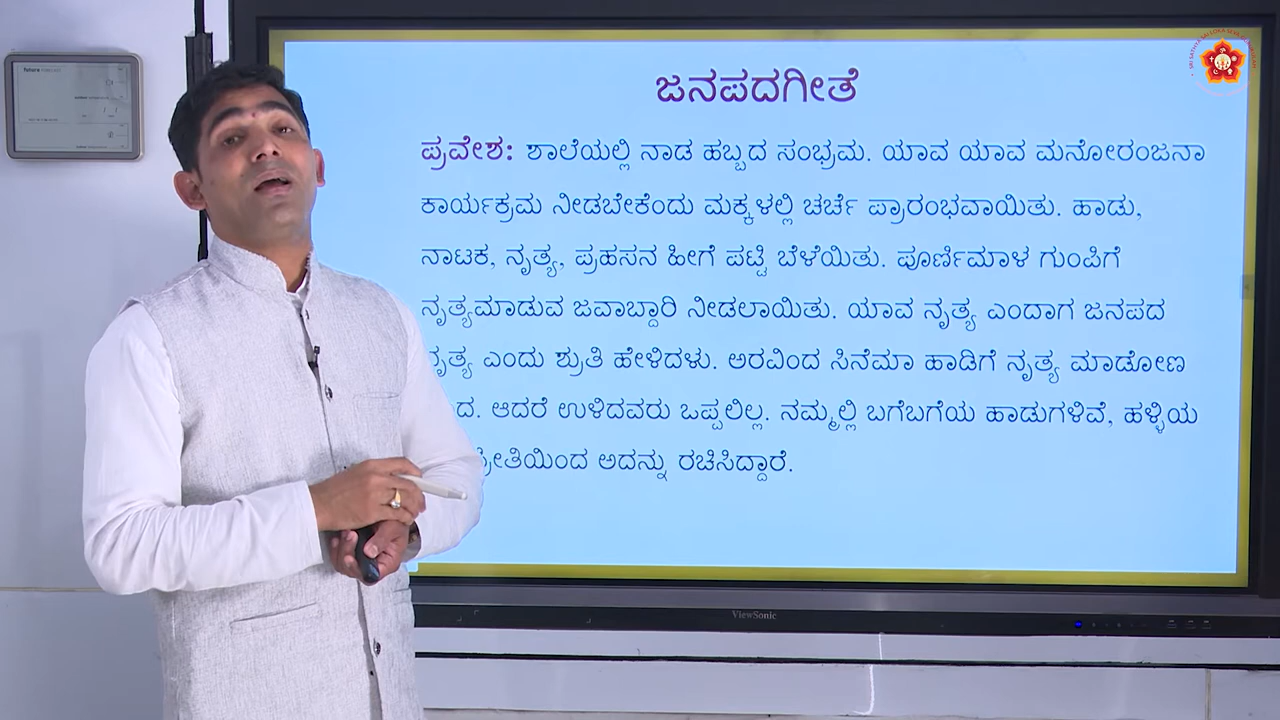 ಜನಪದಗೀತೆ
ಪ್ರವೇಶ: ಶಾಲೆಯಲ್ಲಿ ನಾಡ ಹಬ್ಬದ ಸಂಭ್ರಮ. ಯಾವ ಯಾವ ಮನೋರಂಜನಾ
ಕಾರ್ಯಕ್ರಮ ನೀಡಬೇಕೆಂದು ಮಕ್ಕಳಲ್ಲಿ ಚರ್ಚೆ ಪ್ರಾರಂಭವಾಯಿತು. ಹಾಡು,
ನಾಟಕ, ನೃತ್ಯ, ಪ್ರಹಸನ ಹೀಗೆ ಪಟ್ಟಿ ಬೆಳೆಯಿತು. ಪೂರ್ಣಿಮಾಳ ಗುಂಪಿಗೆ
ನೃತ್ಯಮಾಡುವ ಜವಾಬ್ದಾರಿ ನೀಡಲಾಯಿತು. ಯಾವ ನೃತ್ಯ ಎಂದಾಗ ಜನಪದ
ನೃತ್ಯ ಎಂದು ಶ್ರುತಿ ಹೇಳಿದಳು. ಅರವಿಂದ ಸಿನೆಮಾ ಹಾಡಿಗೆ ನೃತ್ಯ ಮಾಡೋಣ
ಆದರೆ ಉಳಿದವರು ಒಪ್ಪಲಿಲ್ಲ. ನಮ್ಮಲ್ಲಿ ಬಗೆಬಗೆಯ ಹಾಡುಗಳಿವೆ, ಹಳ್ಳಿಯ
ಅದನ್ನು ರಚಿಸಿದ್ದಾರೆ.
ViewSonic